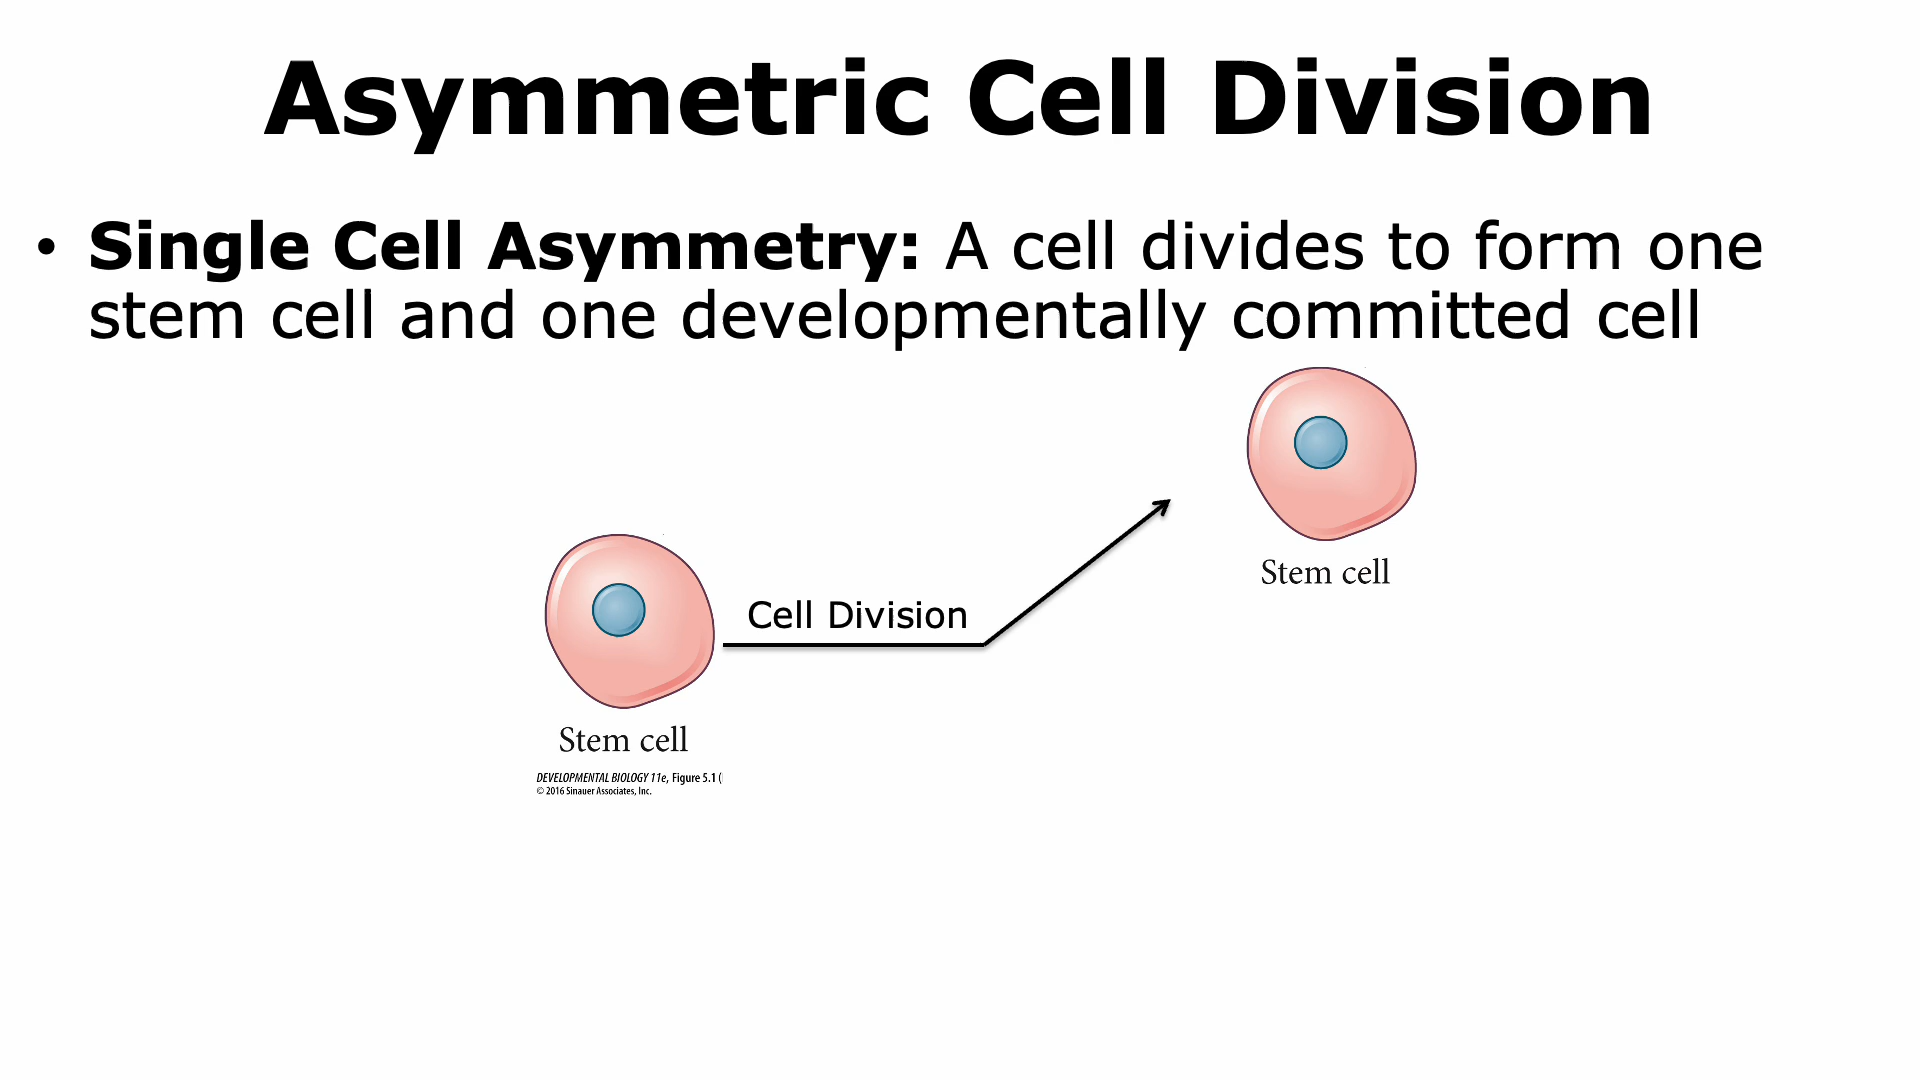 Asymmetric Cell Division
• Single Cell Asymmetry: A cell divides to form one
stem cell and one developmentally committed cell
Stem cell
Cell Division
Stem cell
DEVELOPMENTAL BIOLOGY 11e, Figure 5.1 (
© 2016 Sinauer Associates, Inc.